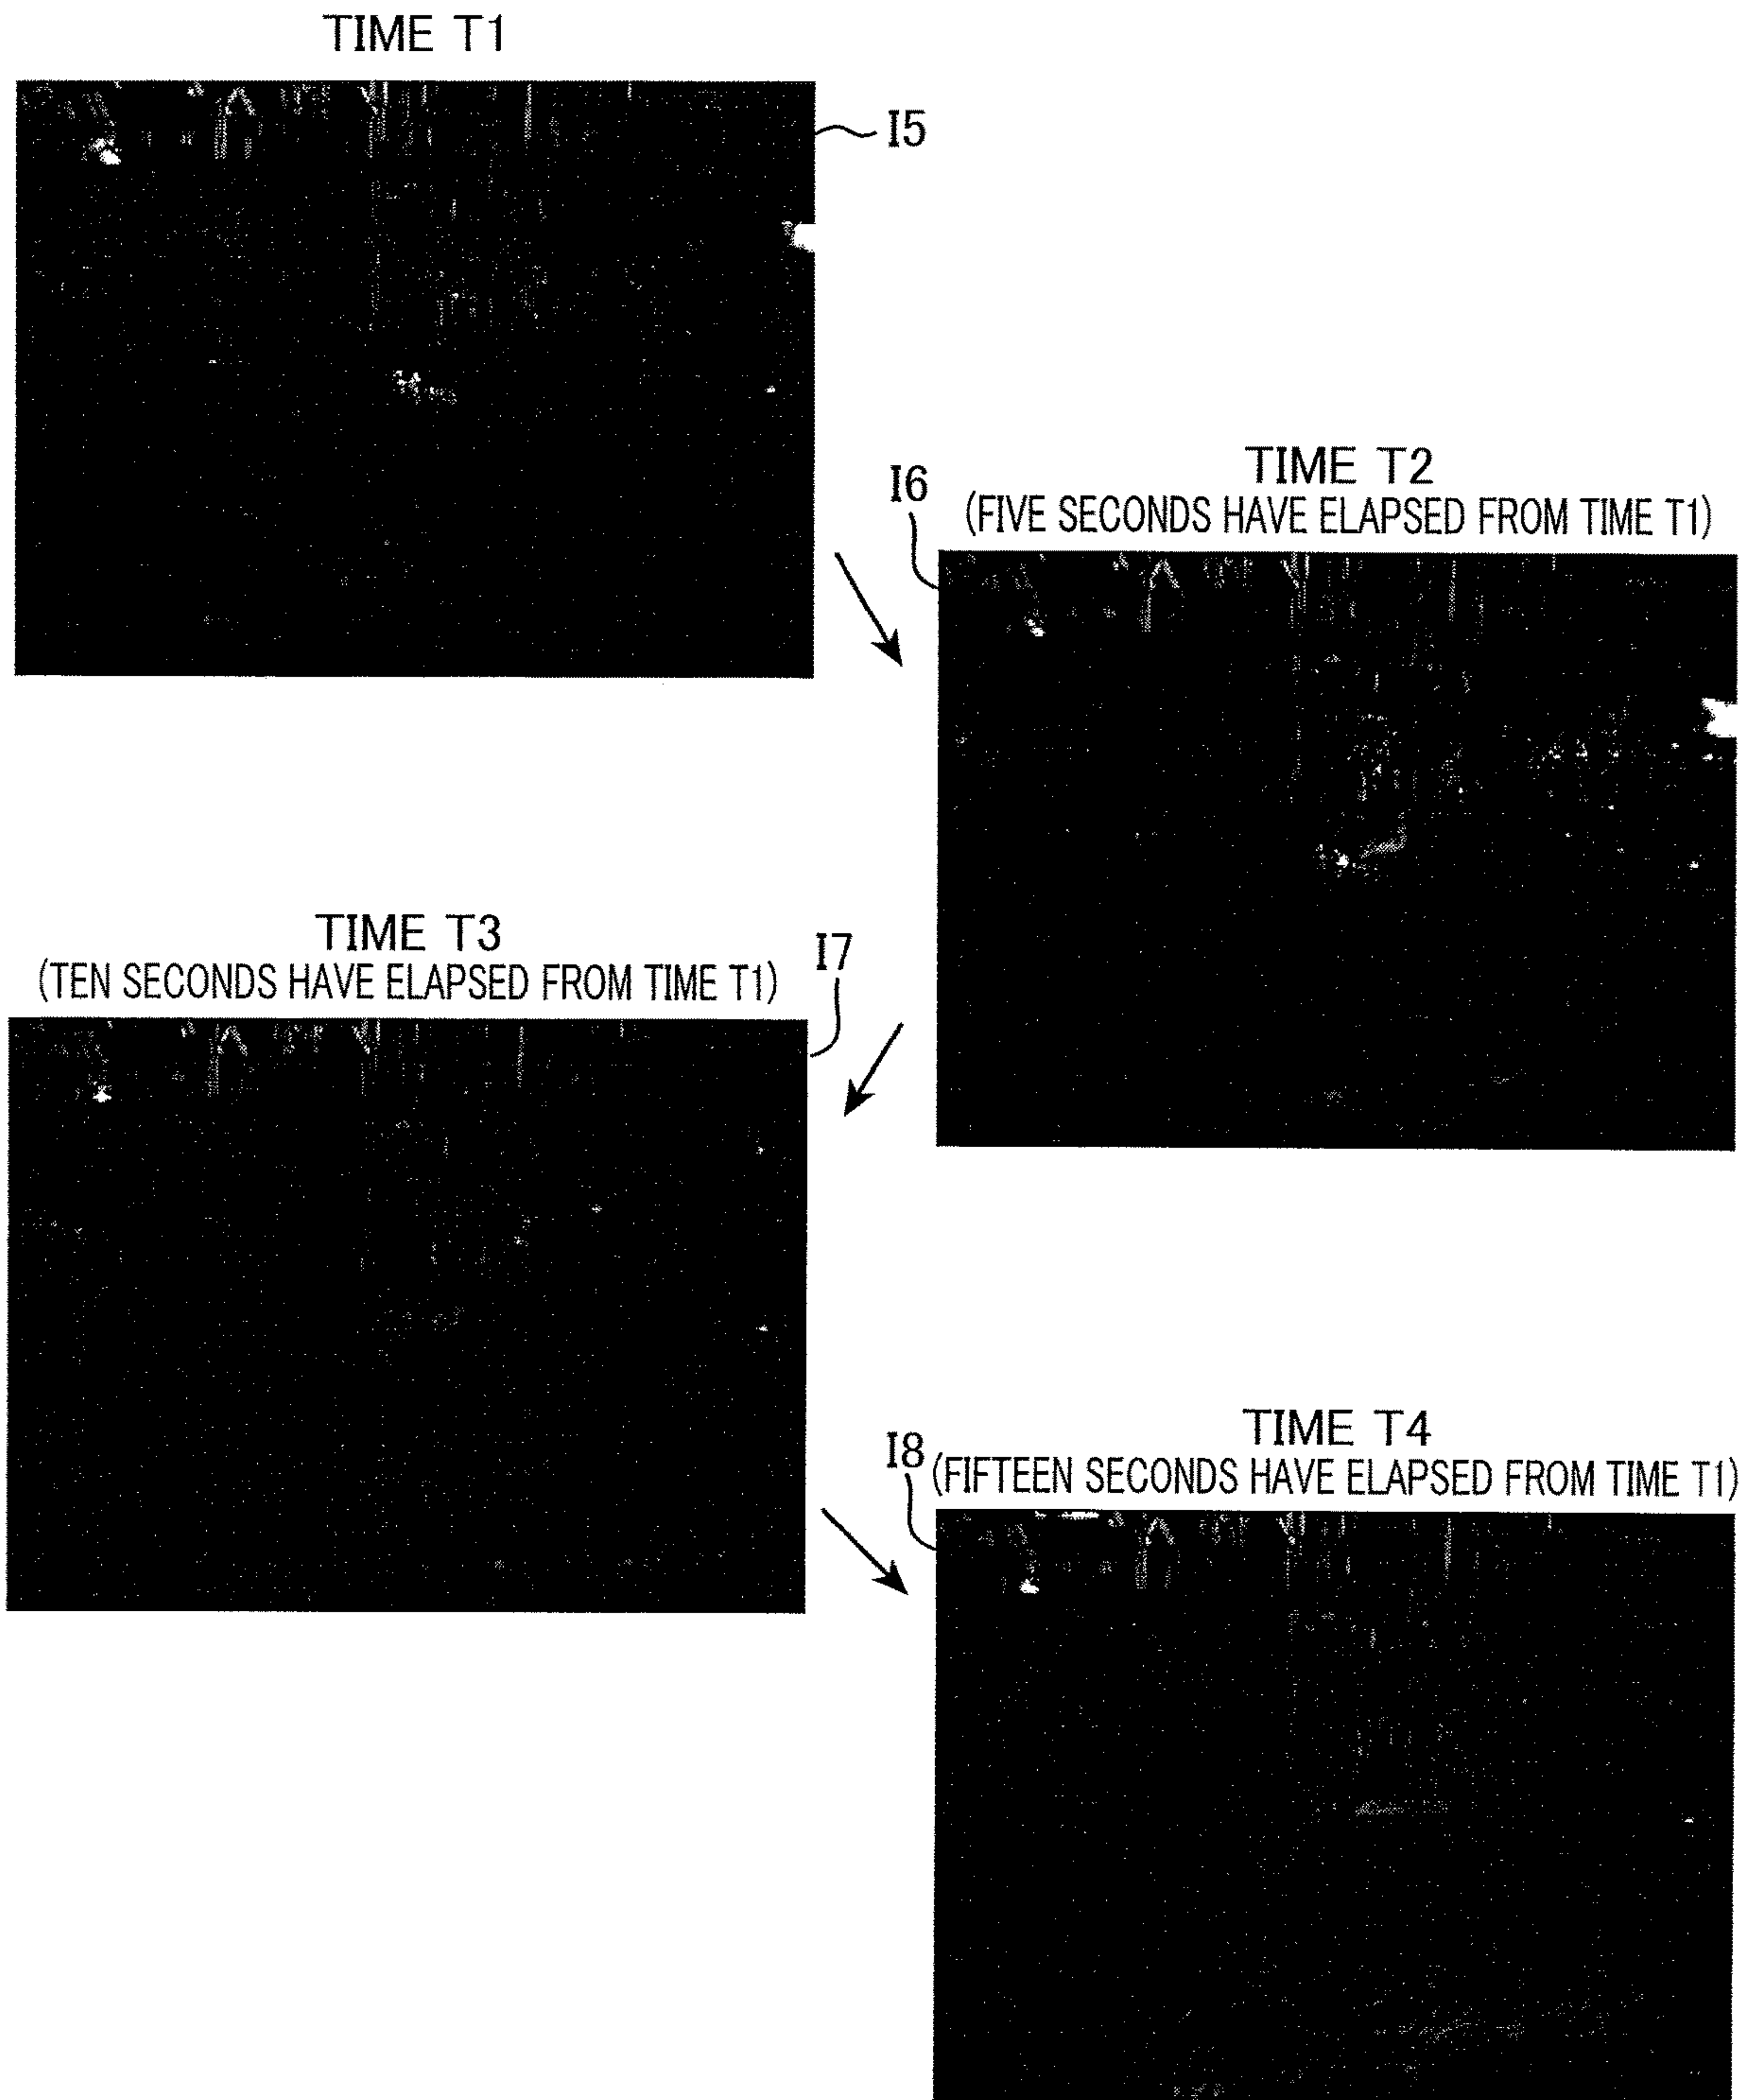 TIME T1
I5
TIME T2
I6
(FIVE SECONDS HAVE ELAPSED FROM TIME T1)
TIME T3
I7
(TEN SECONDS HAVE ELAPSED FROM TIME T1)
TIME T4
I8
(FIFTEEN SECONDS HAVE ELAPSED FROM TIME T1)